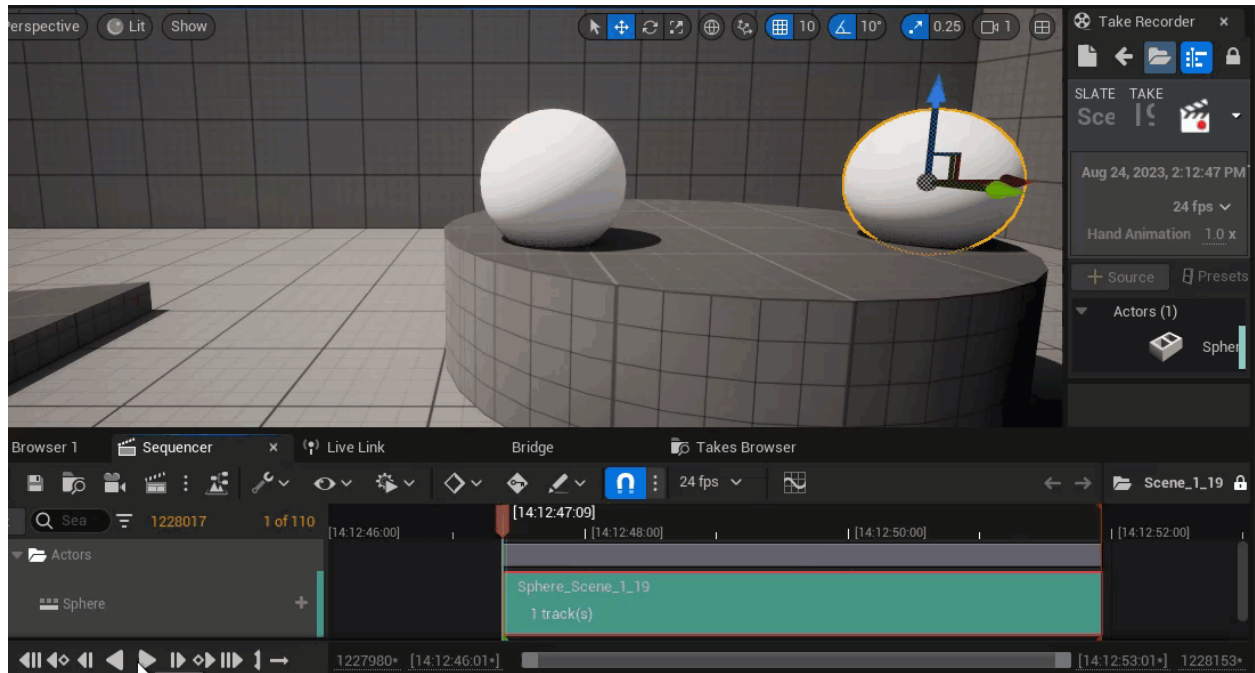 Perspective Lit Show 10 10° 0.25 1
Take Recorder
SLATE TAKE
Sce
Aug 24, 2023, 2:12:47 PM
24 fps
Hand Animation 1.0 x
+ Source Presets
Actors (1)
Spher
Browser 1 Sequencer × Live Link Bridge Takes Browser
24 fps Scene_1_19
Sea 1228017 1 of 110
[14:12:47:09]
[14:12:46:00] [14:12:48:00] [14:12:50:00] [14:12:52:00]
Actors
Sphere_Scene_1_19
Sphere +
1 track(s)
1227980* [14:12:46:01*] [14:12:53:01*] 1228153*